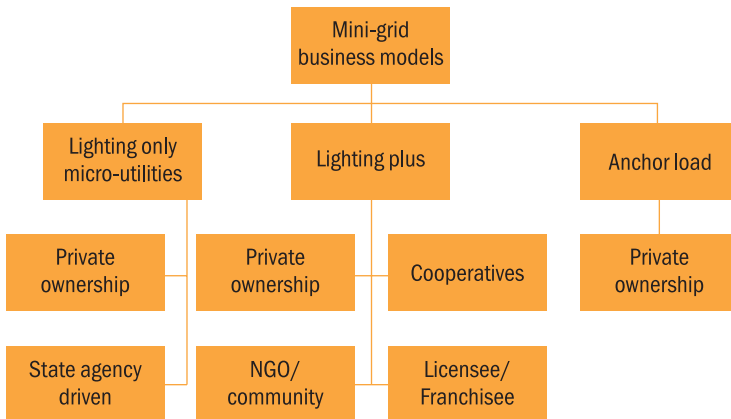 Mini-grid
business models
Lighting only
micro-utilities
Lighting plus
Anchor load
Private
ownership
Private
ownership
Cooperatives
Private
ownership
State agency
driven
NGO/
community
Licensee/
Franchisee